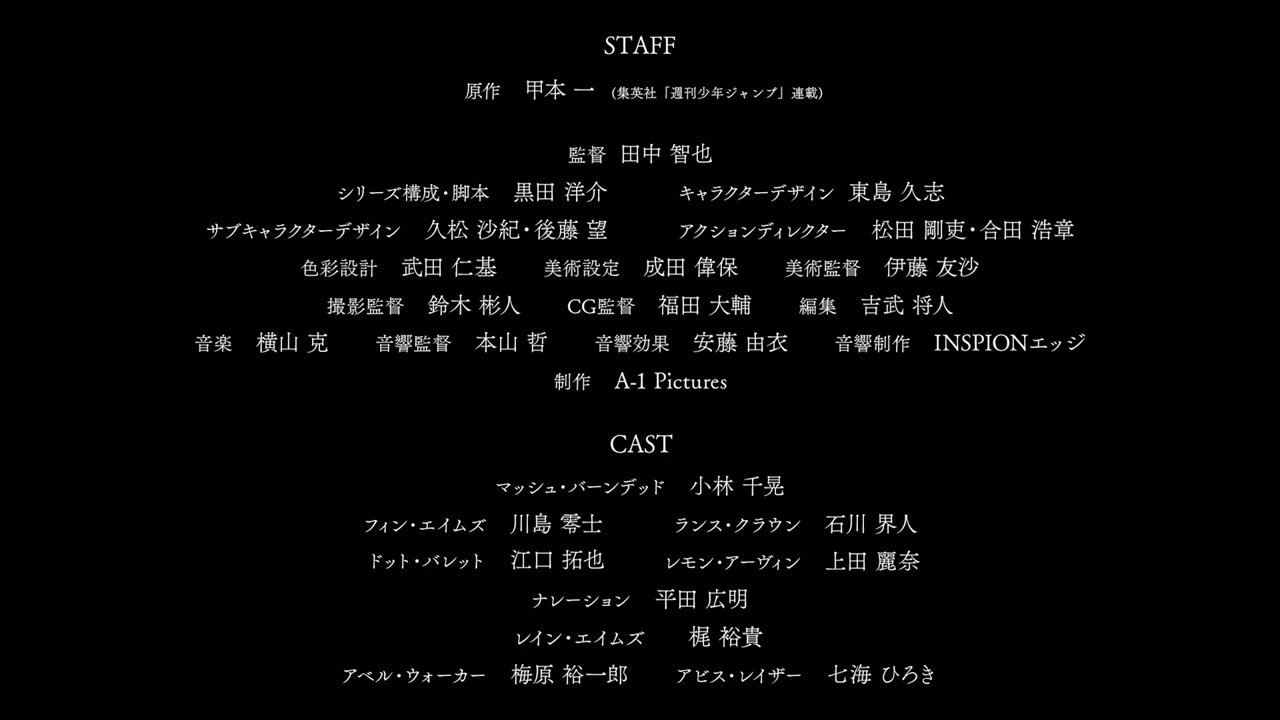 STAFF
原作 甲本 一 (集英社「週刊少年ジャンプ」連載)
監督 田中 智也
シリーズ構成・脚本 黒田 洋介 キャラクターデザイン 東島 久志
サブキャラクターデザイン 久松 沙紀・後藤 望 アクションディレクター 松田 剛吏・合田 浩章
色彩設計 武田 仁基 美術設定 成田 偉保 美術監督 伊藤 友沙
撮影監督 鈴木 彬人 CG監督 福田 大輔 編集 吉武 将人
音楽 横山 克 音響監督 本山 哲 音響効果 安藤 由衣 音響制作 INSPIONエッジ
制作 A-1 Pictures
CAST
マッシュ・バーンデッド 小林 千晃
フィン・エイムズ 川島 零士 ランス・クラウン 石川 界人
ドット・バレット 江口 拓也 レモン・アーヴィン 上田 麗奈
ナレーション 平田 広明
レイン・エイムズ 梶 裕貴
アベル・ウォーカー 梅原 裕一郎 アビス・レイザー 七海 ひろき